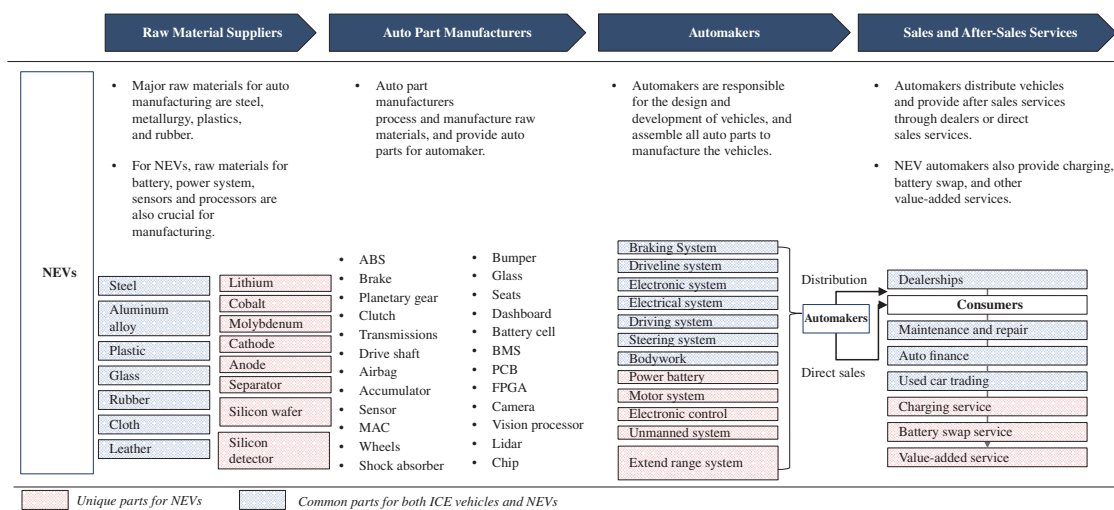 Raw Material Suppliers
Auto Part Manufacturers
Automakers
Sales and After-Sales Services
NEVs
• Major raw materials for auto
manufacturing are steel,
metallurgy, plastics,
and rubber.
• For NEVs, raw materials for
battery, power system,
sensors and processors are
also crucial for
manufacturing.
Steel
Aluminum
alloy
Plastic
Glass
Rubber
Cloth
Leather
Lithium
Cobalt
Molybdenum
Cathode
Anode
Separator
Silicon wafer
Silicon
detector
• Auto part
manufacturers
process and manufacture raw
materials, and provide auto
parts for automaker.
• ABS
• Brake
• Planetary gear
• Clutch
• Transmissions
• Drive shaft
• Airbag
• Accumulator
• Sensor
• MAC
• Wheels
• Shock absorber
• Bumper
• Glass
• Seats
• Dashboard
• Battery cell
• BMS
• PCB
• FPGA
• Camera
• Vision processor
• Lidar
• Chip
• Automakers are responsible
for the design and
development of vehicles, and
assemble all auto parts to
manufacture the vehicles.
Braking System
Driveline system
Electronic system
Electrical system
Driving system
Steering system
Bodywork
Power battery
Motor system
Electronic control
Unmanned system
Extend range system
Distribution
Automakers
Direct sales
• Automakers distribute vehicles
and provide after sales services
through dealers or direct
sales services.
• NEV automakers also provide charging,
battery swap, and other
value-added services.
Dealerships
Consumers
Maintenance and repair
Auto finance
Used car trading
Charging service
Battery swap service
Value-added service
Unique parts for NEVs
Common parts for both ICE vehicles and NEVs